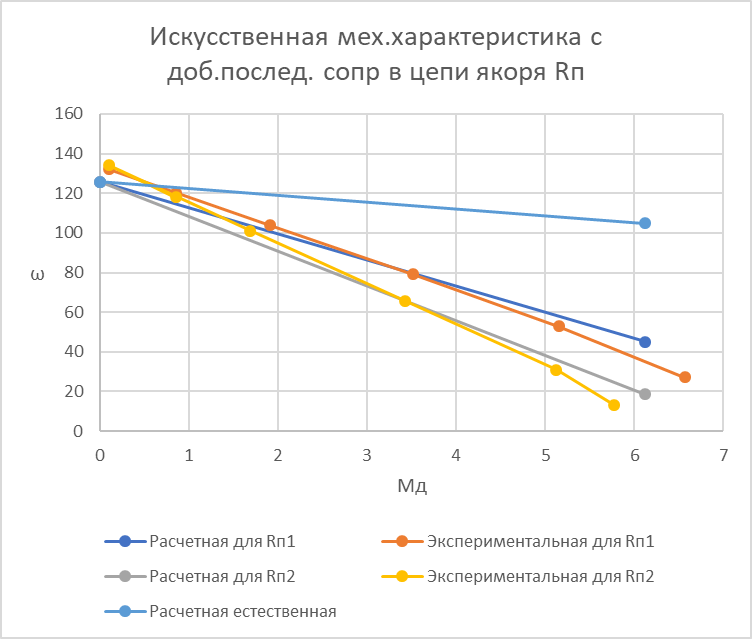 Искусственная мех.характеристика с
доб.послед. сопр в цепи якоря Rп
160
140
120
100
80
60
40
20
0
ω
0 1 2 3 4 5 6 7
Mд
Расчетная для Rп1 Экспериментальная для Rп1
Расчетная для Rп2 Экспериментальная для Rп2
Расчетная естественная